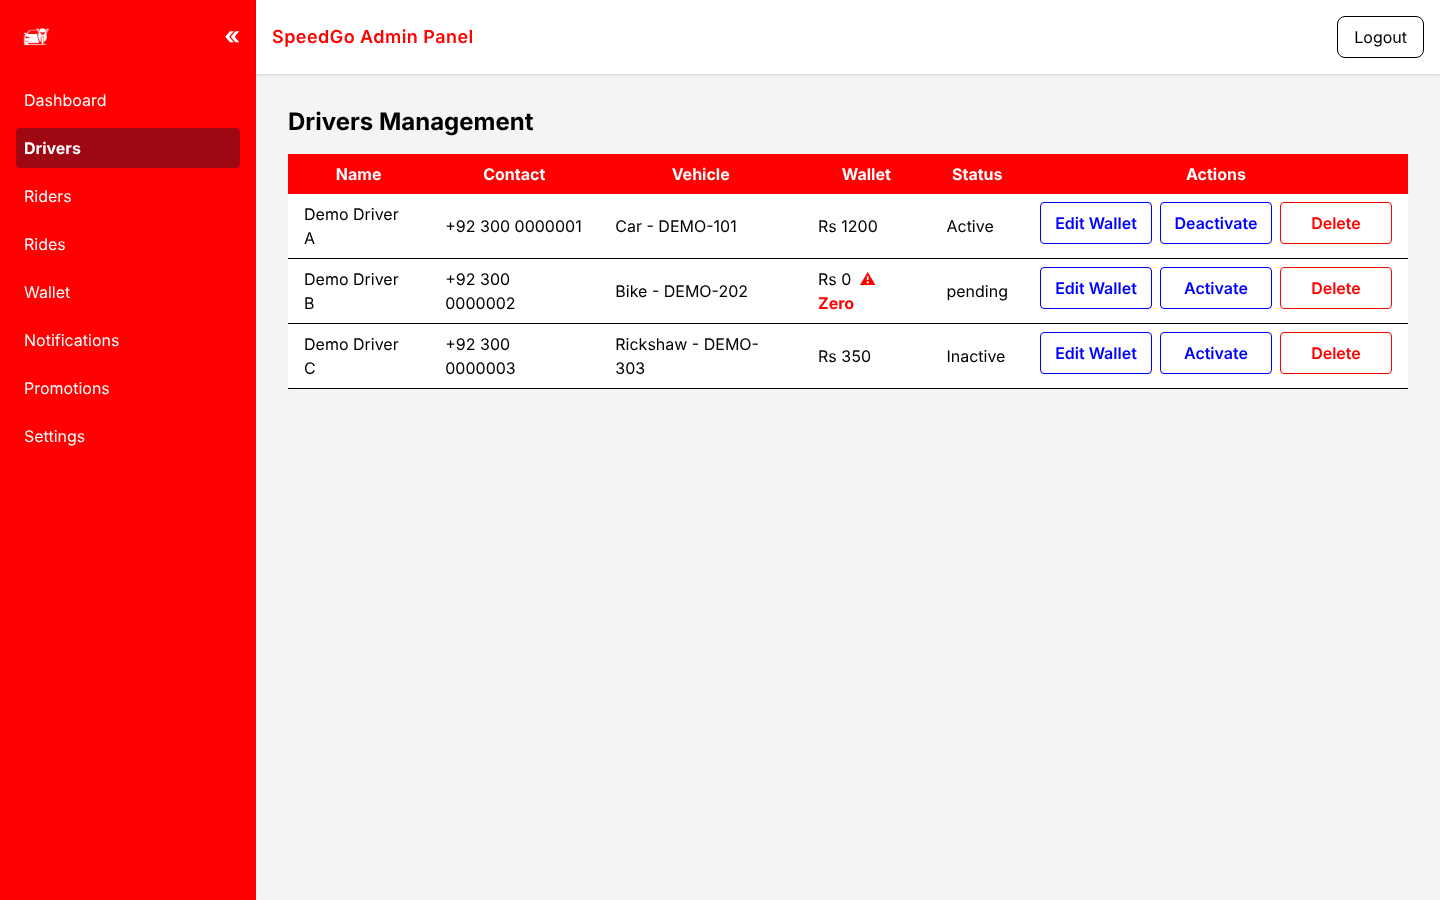 SpeedGo Admin Panel
Logout
Dashboard
Drivers
Riders
Rides
Wallet
Notifications
Promotions
Settings
Drivers Management
Name Contact Vehicle Wallet Status Actions
Demo Driver
A
+92 300 0000001
Car - DEMO-101
Rs 1200
Active
Edit Wallet Deactivate Delete
Demo Driver
B
+92 300
0000002
Bike - DEMO-202
Rs 0
Zero
pending
Edit Wallet Activate Delete
Demo Driver
C
+92 300
0000003
Rickshaw - DEMO-
303
Rs 350
Inactive
Edit Wallet Activate Delete